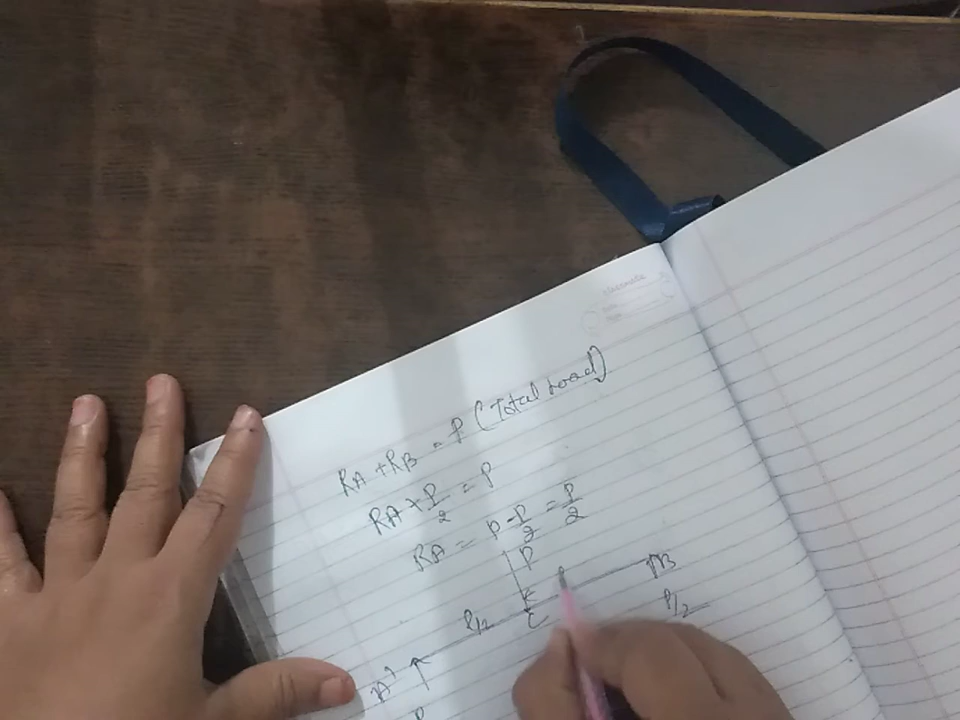 RA + RB = P (Total Load)
RA + P/2 = P
RA = P - P/2 = P/2
P
B
l/2
C
P/2
A